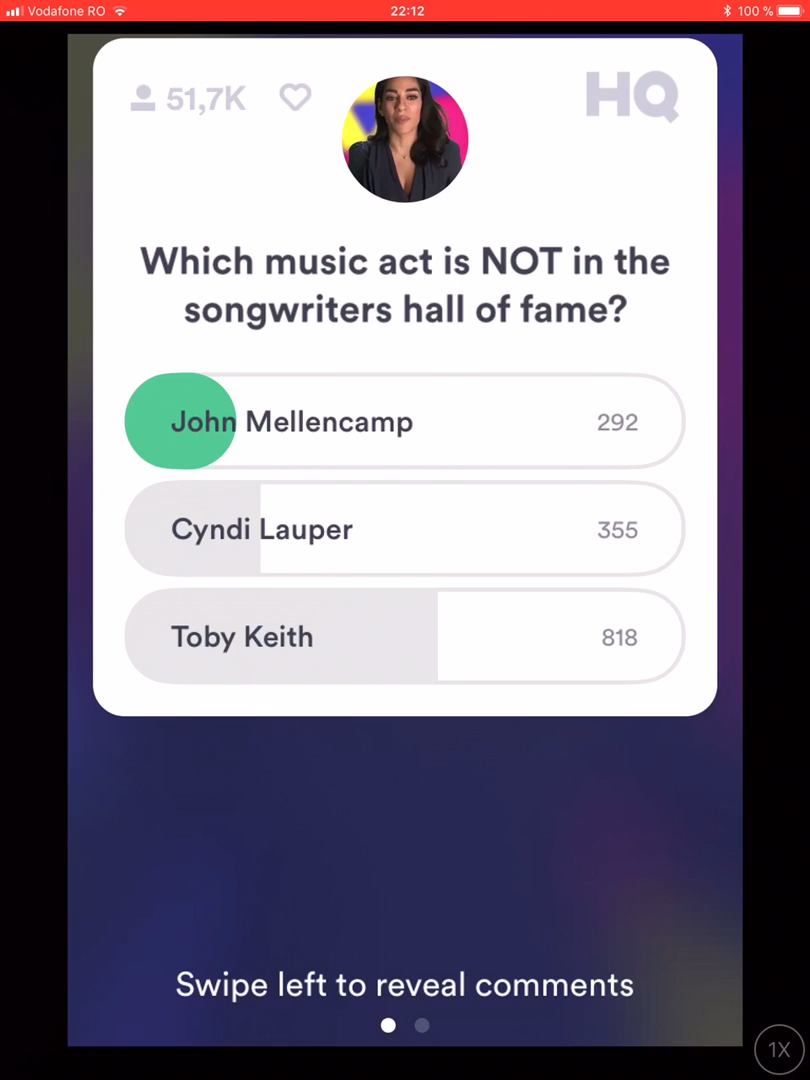 Vodafone RO 22:12 100 %
51,7K HQ
Which music act is NOT in the
songwriters hall of fame?
John Mellencamp 292
Cyndi Lauper 355
Toby Keith 818
Swipe left to reveal comments
1X